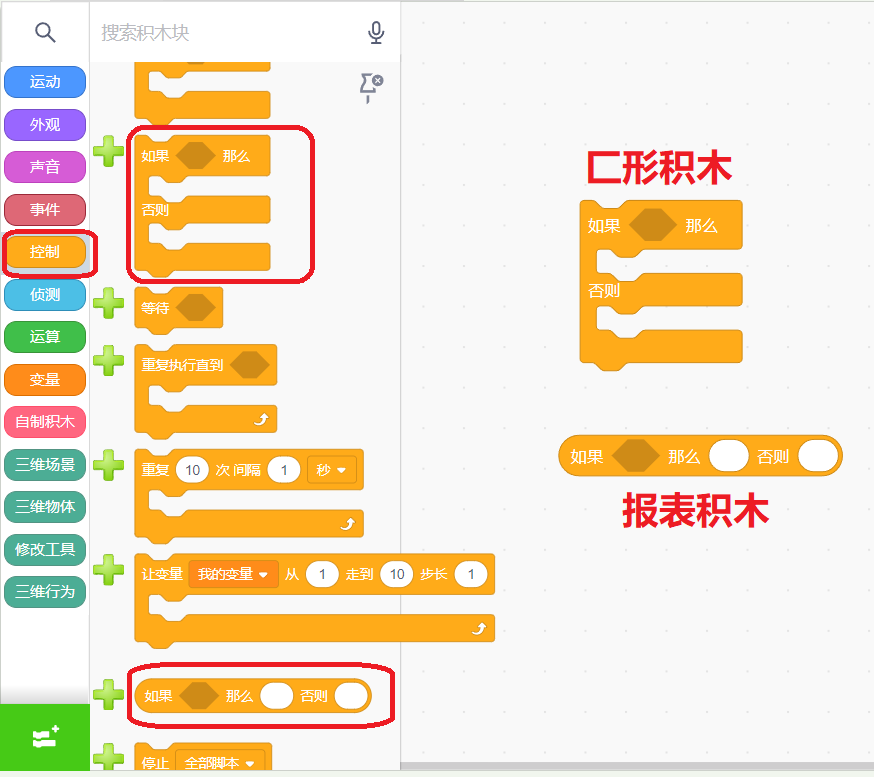 搜索积木块
运动
外观
声音
事件
控制
侦测
运算
变量
自制积木
三维场景
三维物体
修改工具
三维行为
如果 那么
否则
等待
重复执行直到
重复 10 次 间隔 1 秒
让变量 我的变量 从 1 走到 10 步长 1
如果 那么 否则
停止 全部脚本
匚形积木
如果 那么
否则
如果 那么 否则
报表积木